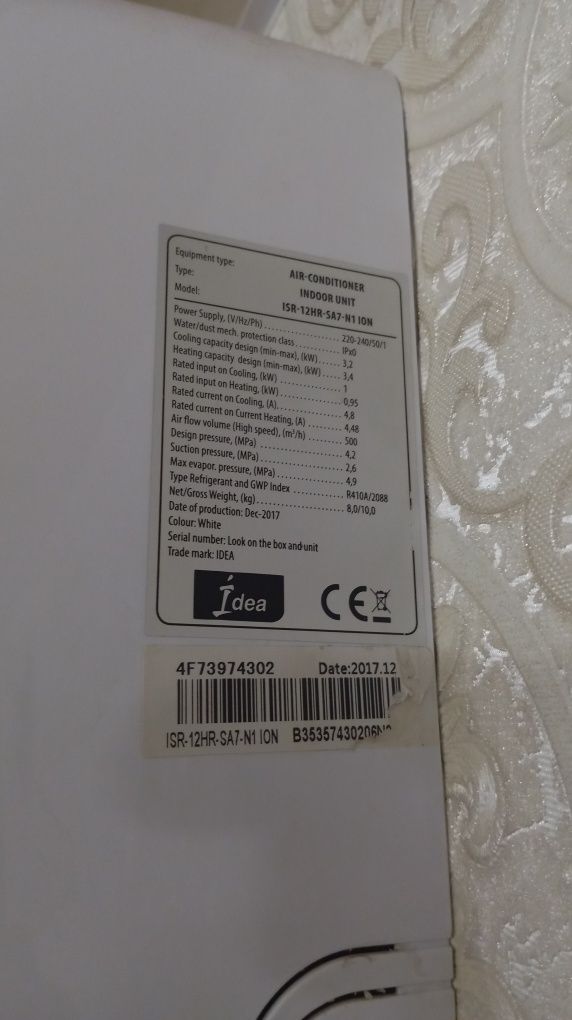 Equipment type: AIR-CONDITIONER
Type: INDOOR UNIT
Model: ISR-12HR-SA7-N1 ION
Power Supply, (V/Hz/Ph) ................... 220-240/50/1
Water/dust mech. protection class ........... IPx0
Cooling capacity design (min-max), (kW) ..... 3,2
Heating capacity design (min-max), (kW) ..... 3,4
Rated input on Cooling, (kW) ................ 1
Rated input on Heating, (kW) ................ 0,95
Rated current on Cooling, (A) ............... 4,8
Rated current on Current Heating, (A) ....... 4,48
Air flow volume (High speed), (m³/h) ........ 500
Design pressure, (MPa) ...................... 4,2
Suction pressure, (MPa) ..................... 2,6
Max evapor. pressure, (MPa) ................. 4,9
Type Refrigerant and GWP Index .............. R410A/2088
Net/Gross Weight, (kg) ...................... 8,0/10,0
Date of production: Dec-2017
Colour: White
Serial number: Look on the box and unit
Trade mark: IDEA
Idea CE
4F73974302 Date:2017.12
ISR-12HR-SA7-N1 ION B35357430206